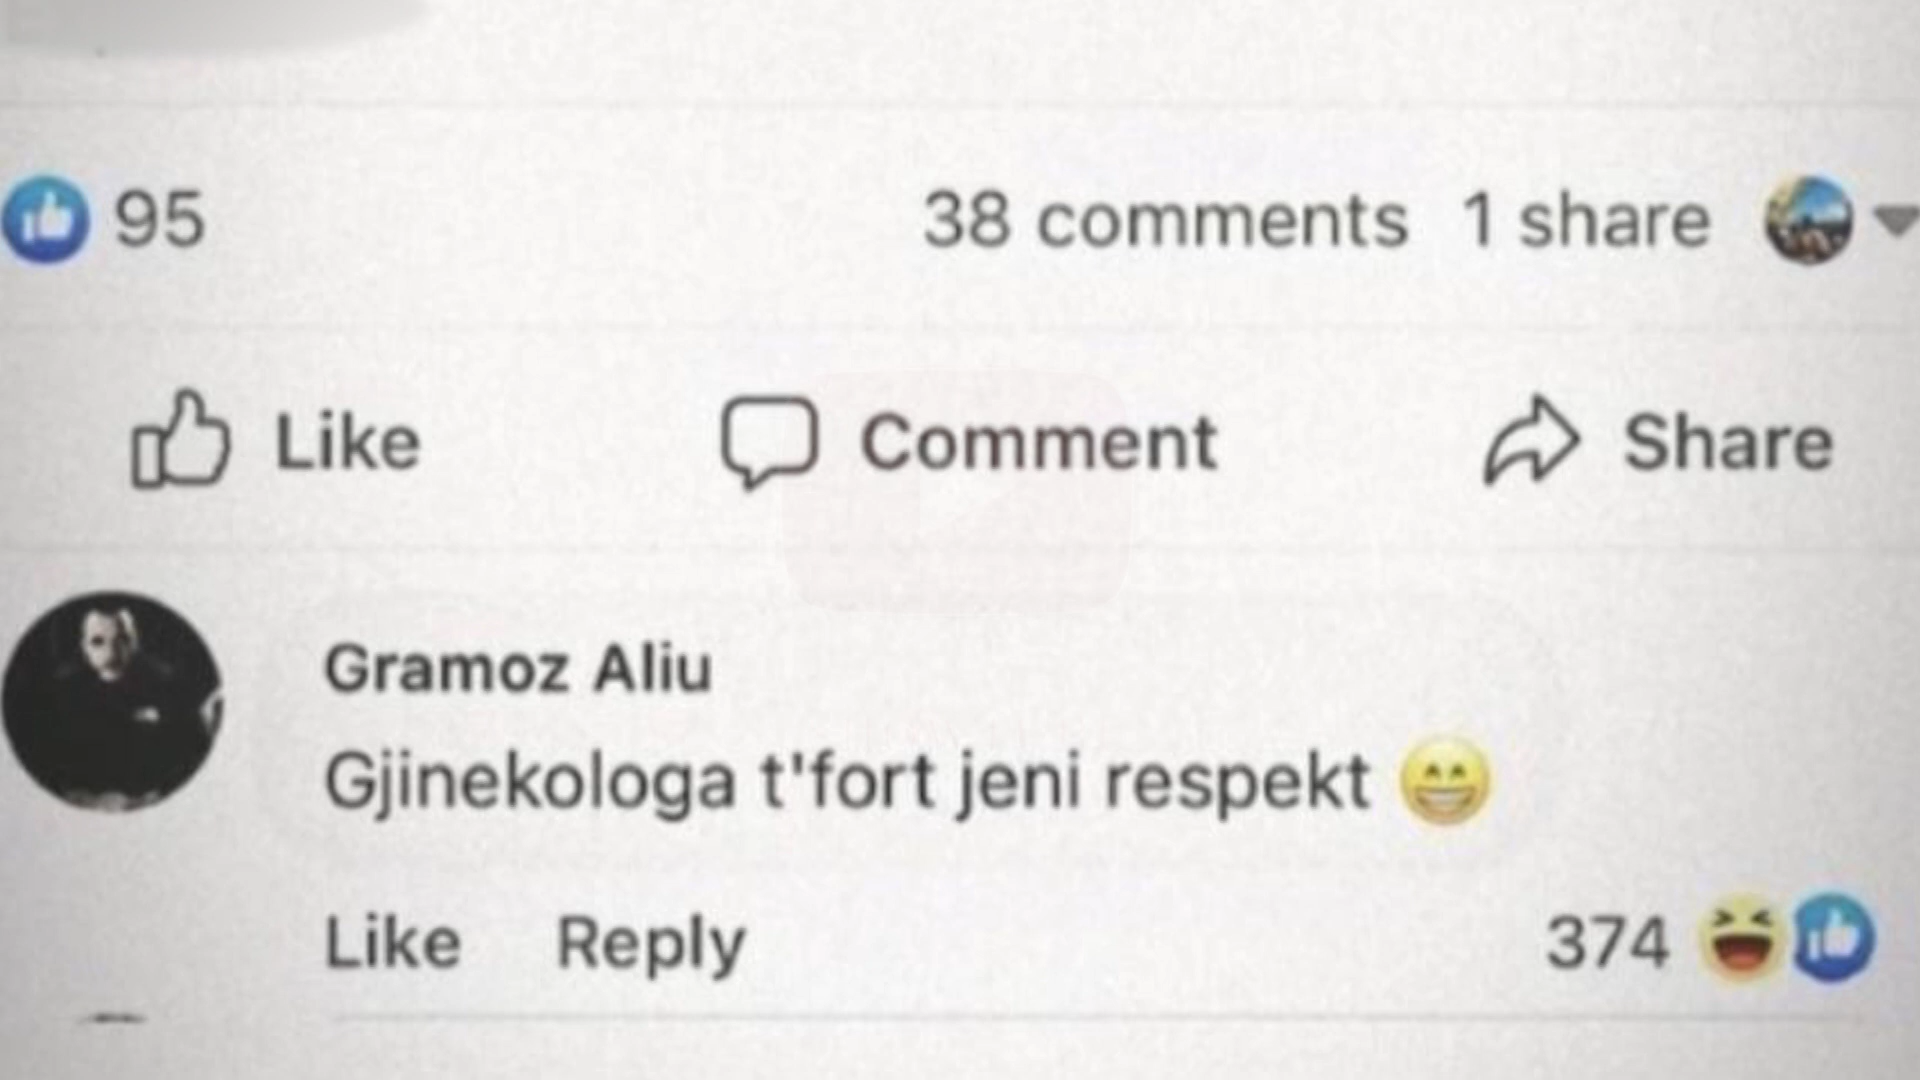 95 38 comments 1 share
Like Comment Share
Gramoz Aliu
Gjinekologa t'fort jeni respekt 😁
Like Reply 374